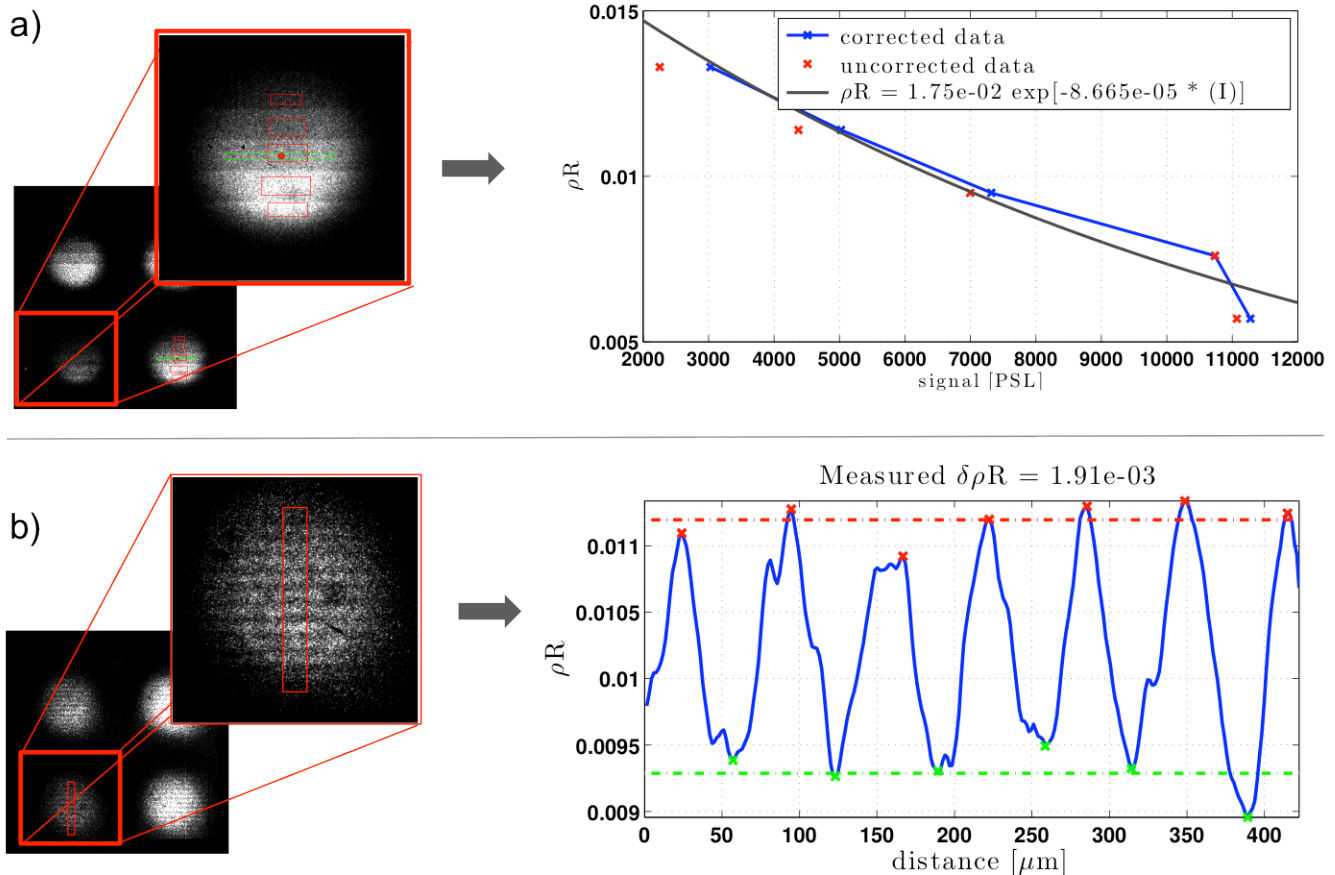 a)
0.015
0.01
0.005
ρR
corrected data
uncorrected data
ρR = 1.75e-02 exp[-8.665e-05 * (I)]
2000 3000 4000 5000 6000 7000 8000 9000 10000 11000 12000
signal [PSL]
b)
Measured δρR = 1.91e-03
0.011
0.0105
0.01
0.0095
0.009
ρR
0 50 100 150 200 250 300 350 400
distance [μm]